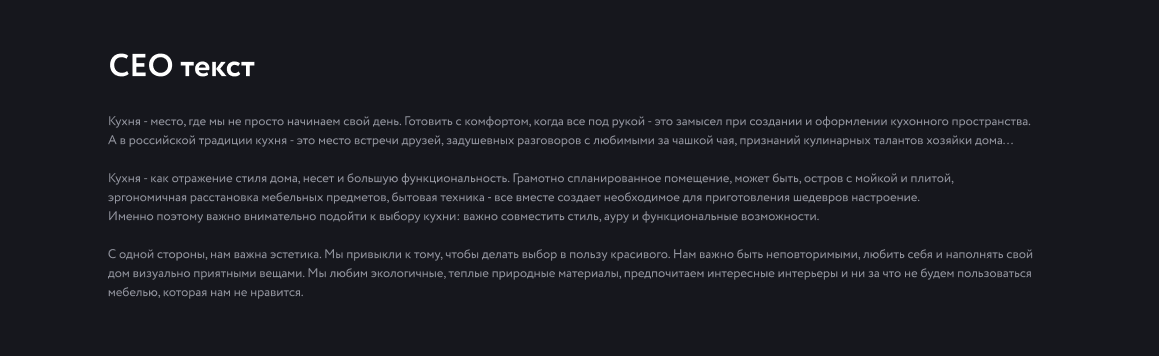 СЕО текст
Кухня - место, где мы не просто начинаем свой день. Готовить с комфортом, когда все под рукой - это замысел при создании и оформлении кухонного пространства.
А в российской традиции кухня - это место встречи друзей, задушевных разговоров с любимыми за чашкой чая, признаний кулинарных талантов хозяйки дома...
Кухня - как отражение стиля дома, несет и большую функциональность. Грамотно спланированное помещение, может быть, остров с мойкой и плитой,
эргономичная расстановка мебельных предметов, бытовая техника - все вместе создает необходимое для приготовления шедевров настроение.
Именно поэтому важно внимательно подойти к выбору кухни: важно совместить стиль, ауру и функциональные возможности.
С одной стороны, нам важна эстетика. Мы привыкли к тому, чтобы делать выбор в пользу красивого. Нам важно быть неповторимыми, любить себя и наполнять свой
дом визуально приятными вещами. Мы любим экологичные, теплые природные материалы, предпочитаем интересные интерьеры и ни за что не будем пользоваться
мебелью, которая нам не нравится.